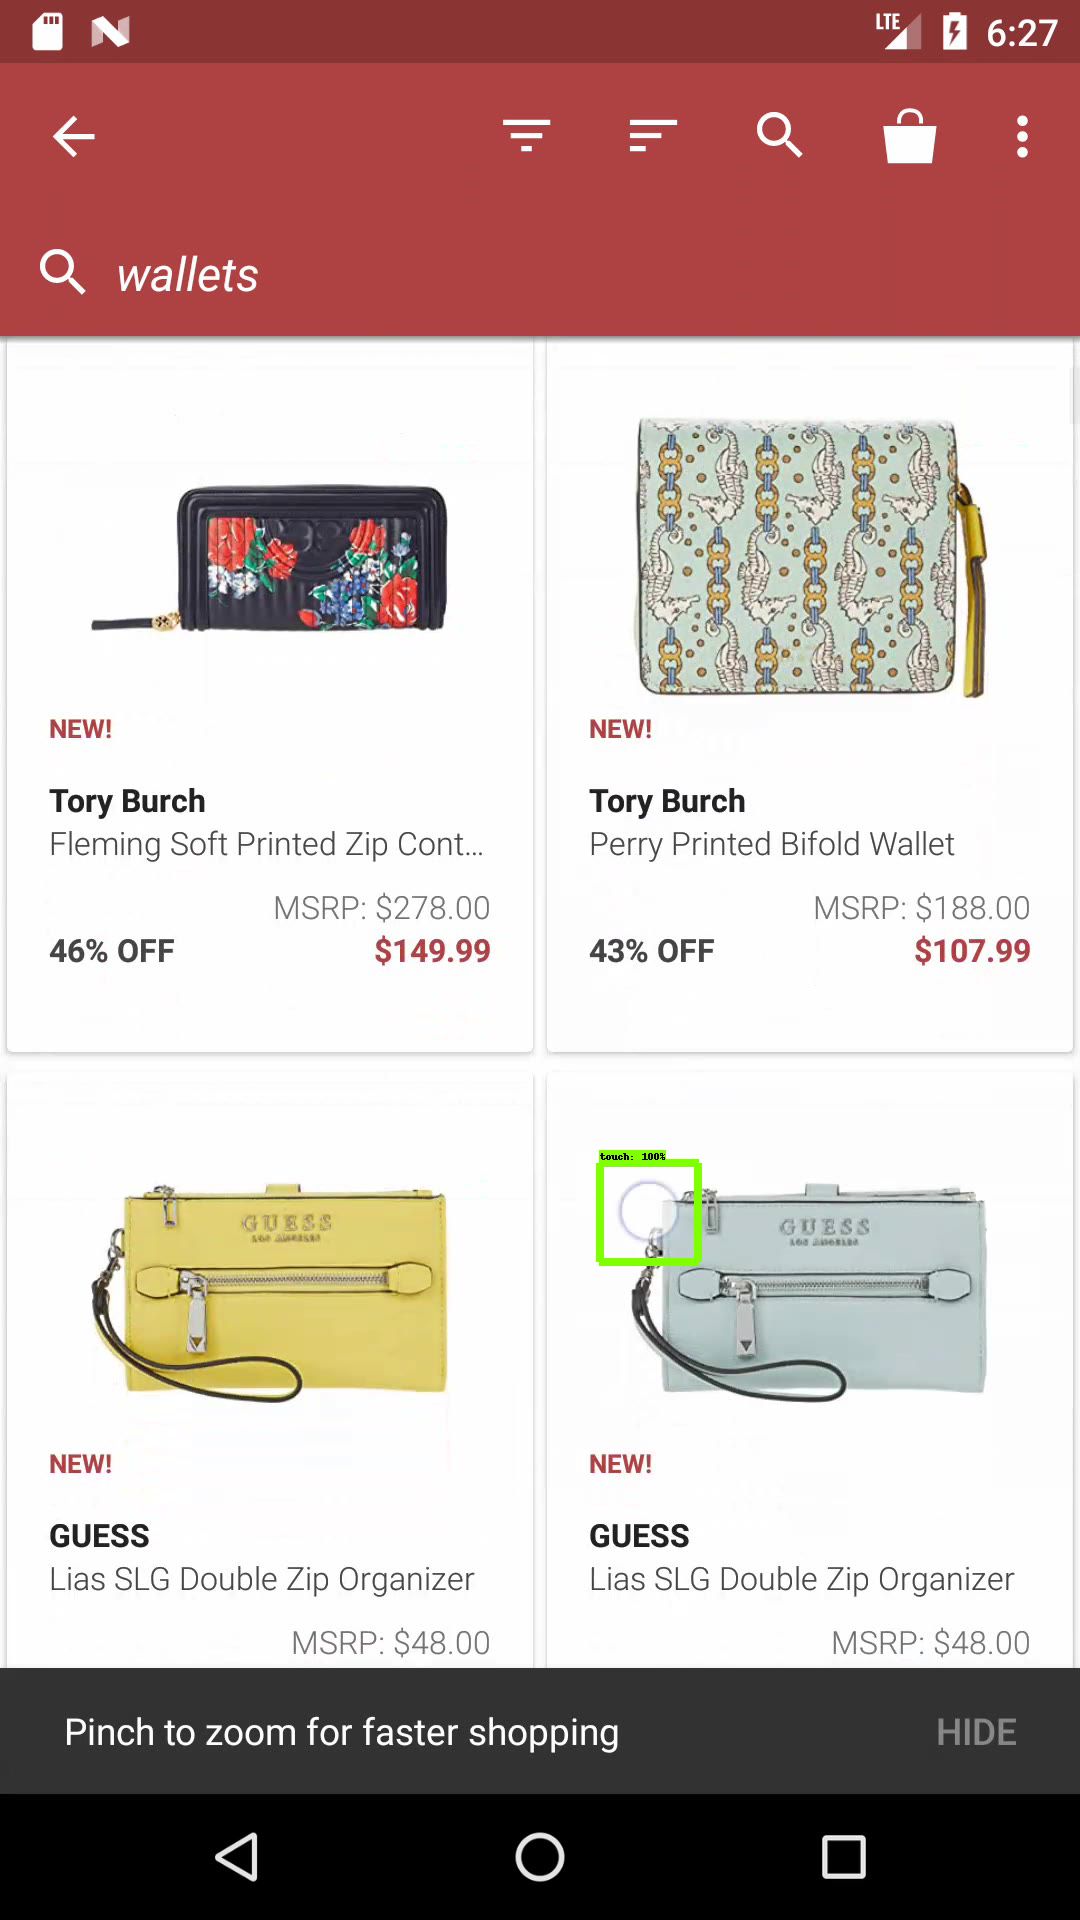 LTE 6:27
wallets
NEW!
Tory Burch
Fleming Soft Printed Zip Cont...
MSRP: $278.00
46% OFF $149.99
NEW!
Tory Burch
Perry Printed Bifold Wallet
MSRP: $188.00
43% OFF $107.99
GUESS
LOS ANGELES
NEW!
GUESS
Lias SLG Double Zip Organizer
MSRP: $48.00
touch: 100%
GUESS
LOS ANGELES
NEW!
GUESS
Lias SLG Double Zip Organizer
MSRP: $48.00
Pinch to zoom for faster shopping HIDE